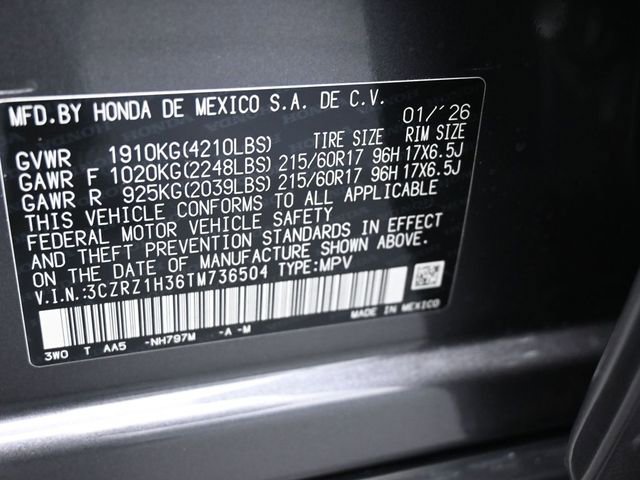 MFD.BY HONDA DE MEXICO S.A. DE C.V.
01/'26
TIRE SIZE RIM SIZE
GVWR 1910KG(4210LBS)
GAWR F 1020KG(2248LBS) 215/60R17 96H 17X6.5J
GAWR R 925KG(2039LBS) 215/60R17 96H 17X6.5J
THIS VEHICLE CONFORMS TO ALL APPLICABLE
FEDERAL MOTOR VEHICLE SAFETY
AND THEFT PREVENTION STANDARDS IN EFFECT
ON THE DATE OF MANUFACTURE SHOWN ABOVE.
V.I.N.:3CZRZ1H36TM736504 TYPE:MPV
3W0 T AA5 -NH797M -A -M
MADE IN MEXICO